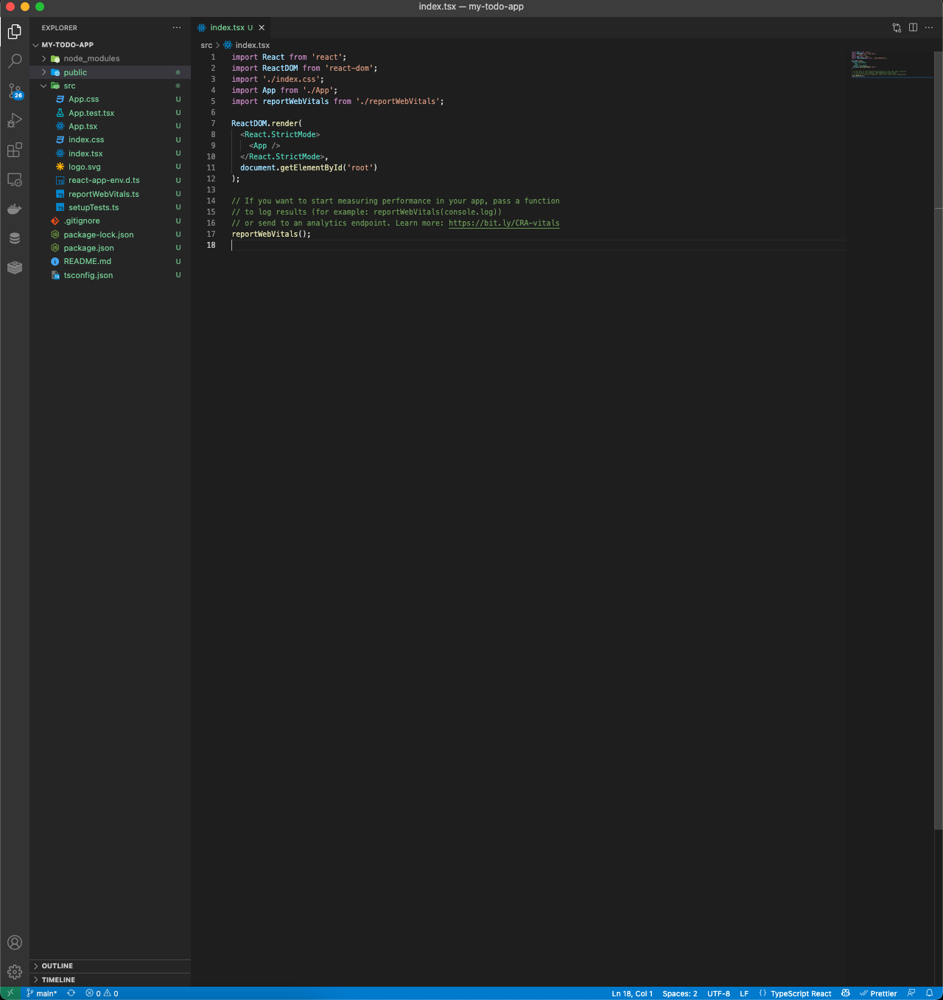 index.tsx — my-todo-app
EXPLORER
MY-TODO-APP
node_modules
public
src
App.css U
App.test.tsx U
App.tsx U
index.css U
index.tsx U
logo.svg U
react-app-env.d.ts U
reportWebVitals.ts U
setupTests.ts U
.gitignore U
package-lock.json U
package.json U
README.md U
tsconfig.json U
26
OUTLINE
TIMELINE
index.tsx U
src > index.tsx
1 import React from 'react';
2 import ReactDOM from 'react-dom';
3 import './index.css';
4 import App from './App';
5 import reportWebVitals from './reportWebVitals';
6
7 ReactDOM.render(
8 <React.StrictMode>
9 <App />
10 </React.StrictMode>,
11 document.getElementById('root')
12 );
13
14 // If you want to start measuring performance in your app, pass a function
15 // to log results (for example: reportWebVitals(console.log))
16 // or send to an analytics endpoint. Learn more: https://bit.ly/CRA-vitals
17 reportWebVitals();
18
main* 0 0 Ln 18, Col 1 Spaces: 2 UTF-8 LF TypeScript React Prettier